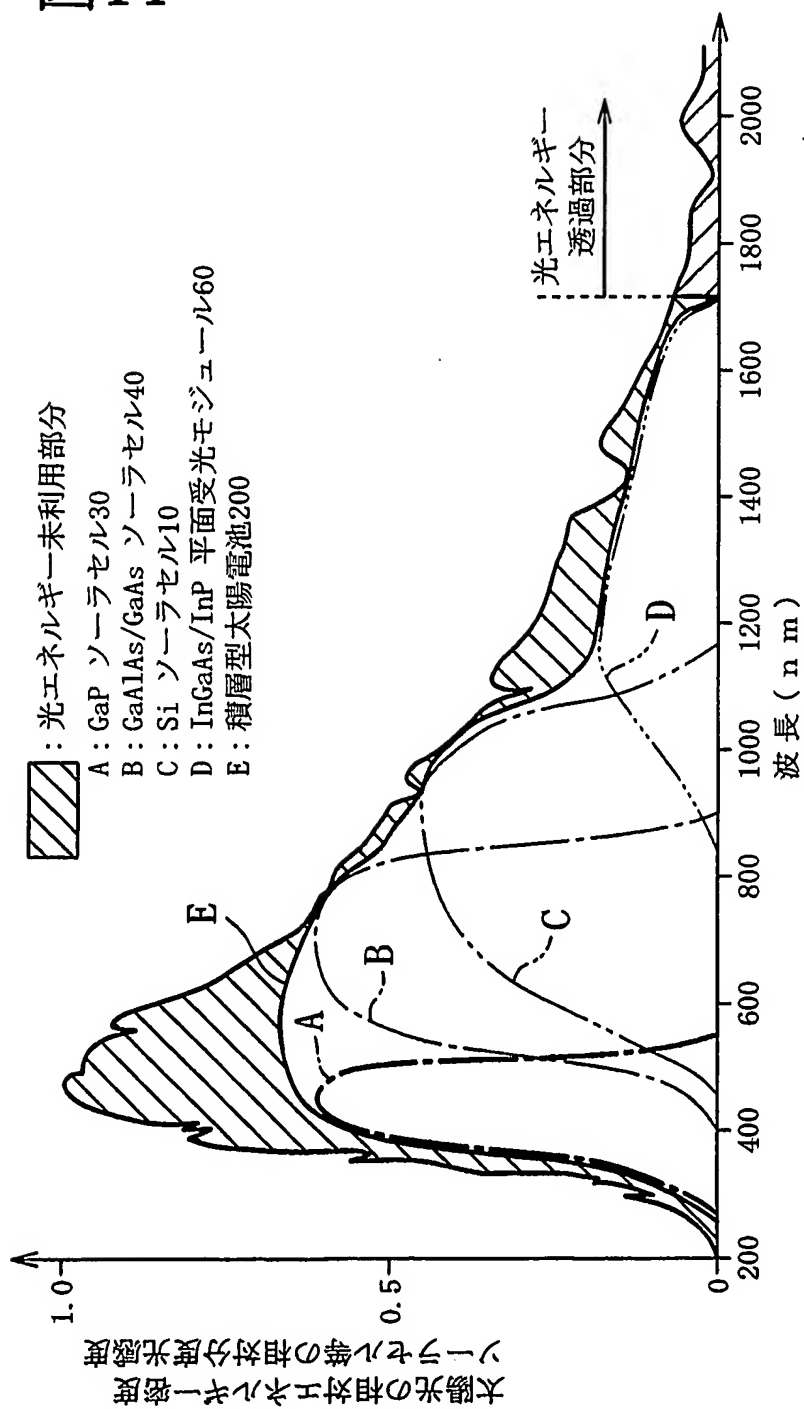 光エネルギー未利用部分
A：GaP ソーラセル30
B：GaAlAs/GaAs ソーラセル40
C：Si ソーラセル10
D：InGaAs/InP 平面受光モジュール60
E：積層型太陽電池200
太陽光の相対エネルギー密度
ソーラセル等の相対分度光感度
1.0
0.5
0
E
A
B
C
D
光エネルギー
透過部分
200
400
600
800
1000
1200
1400
1600
1800
2000
波長(nm)